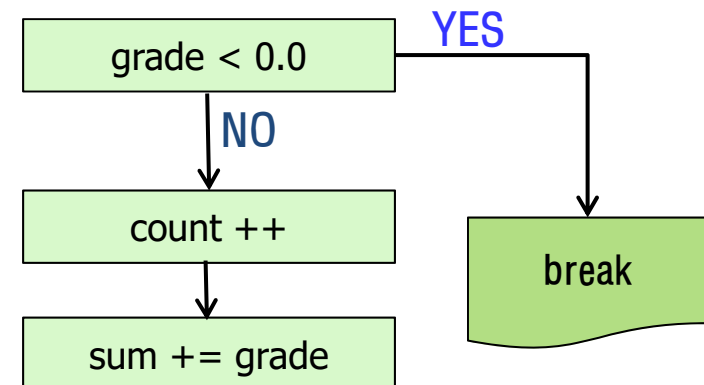 grade < 0.0
YES
NO
count ++
break
sum += grade